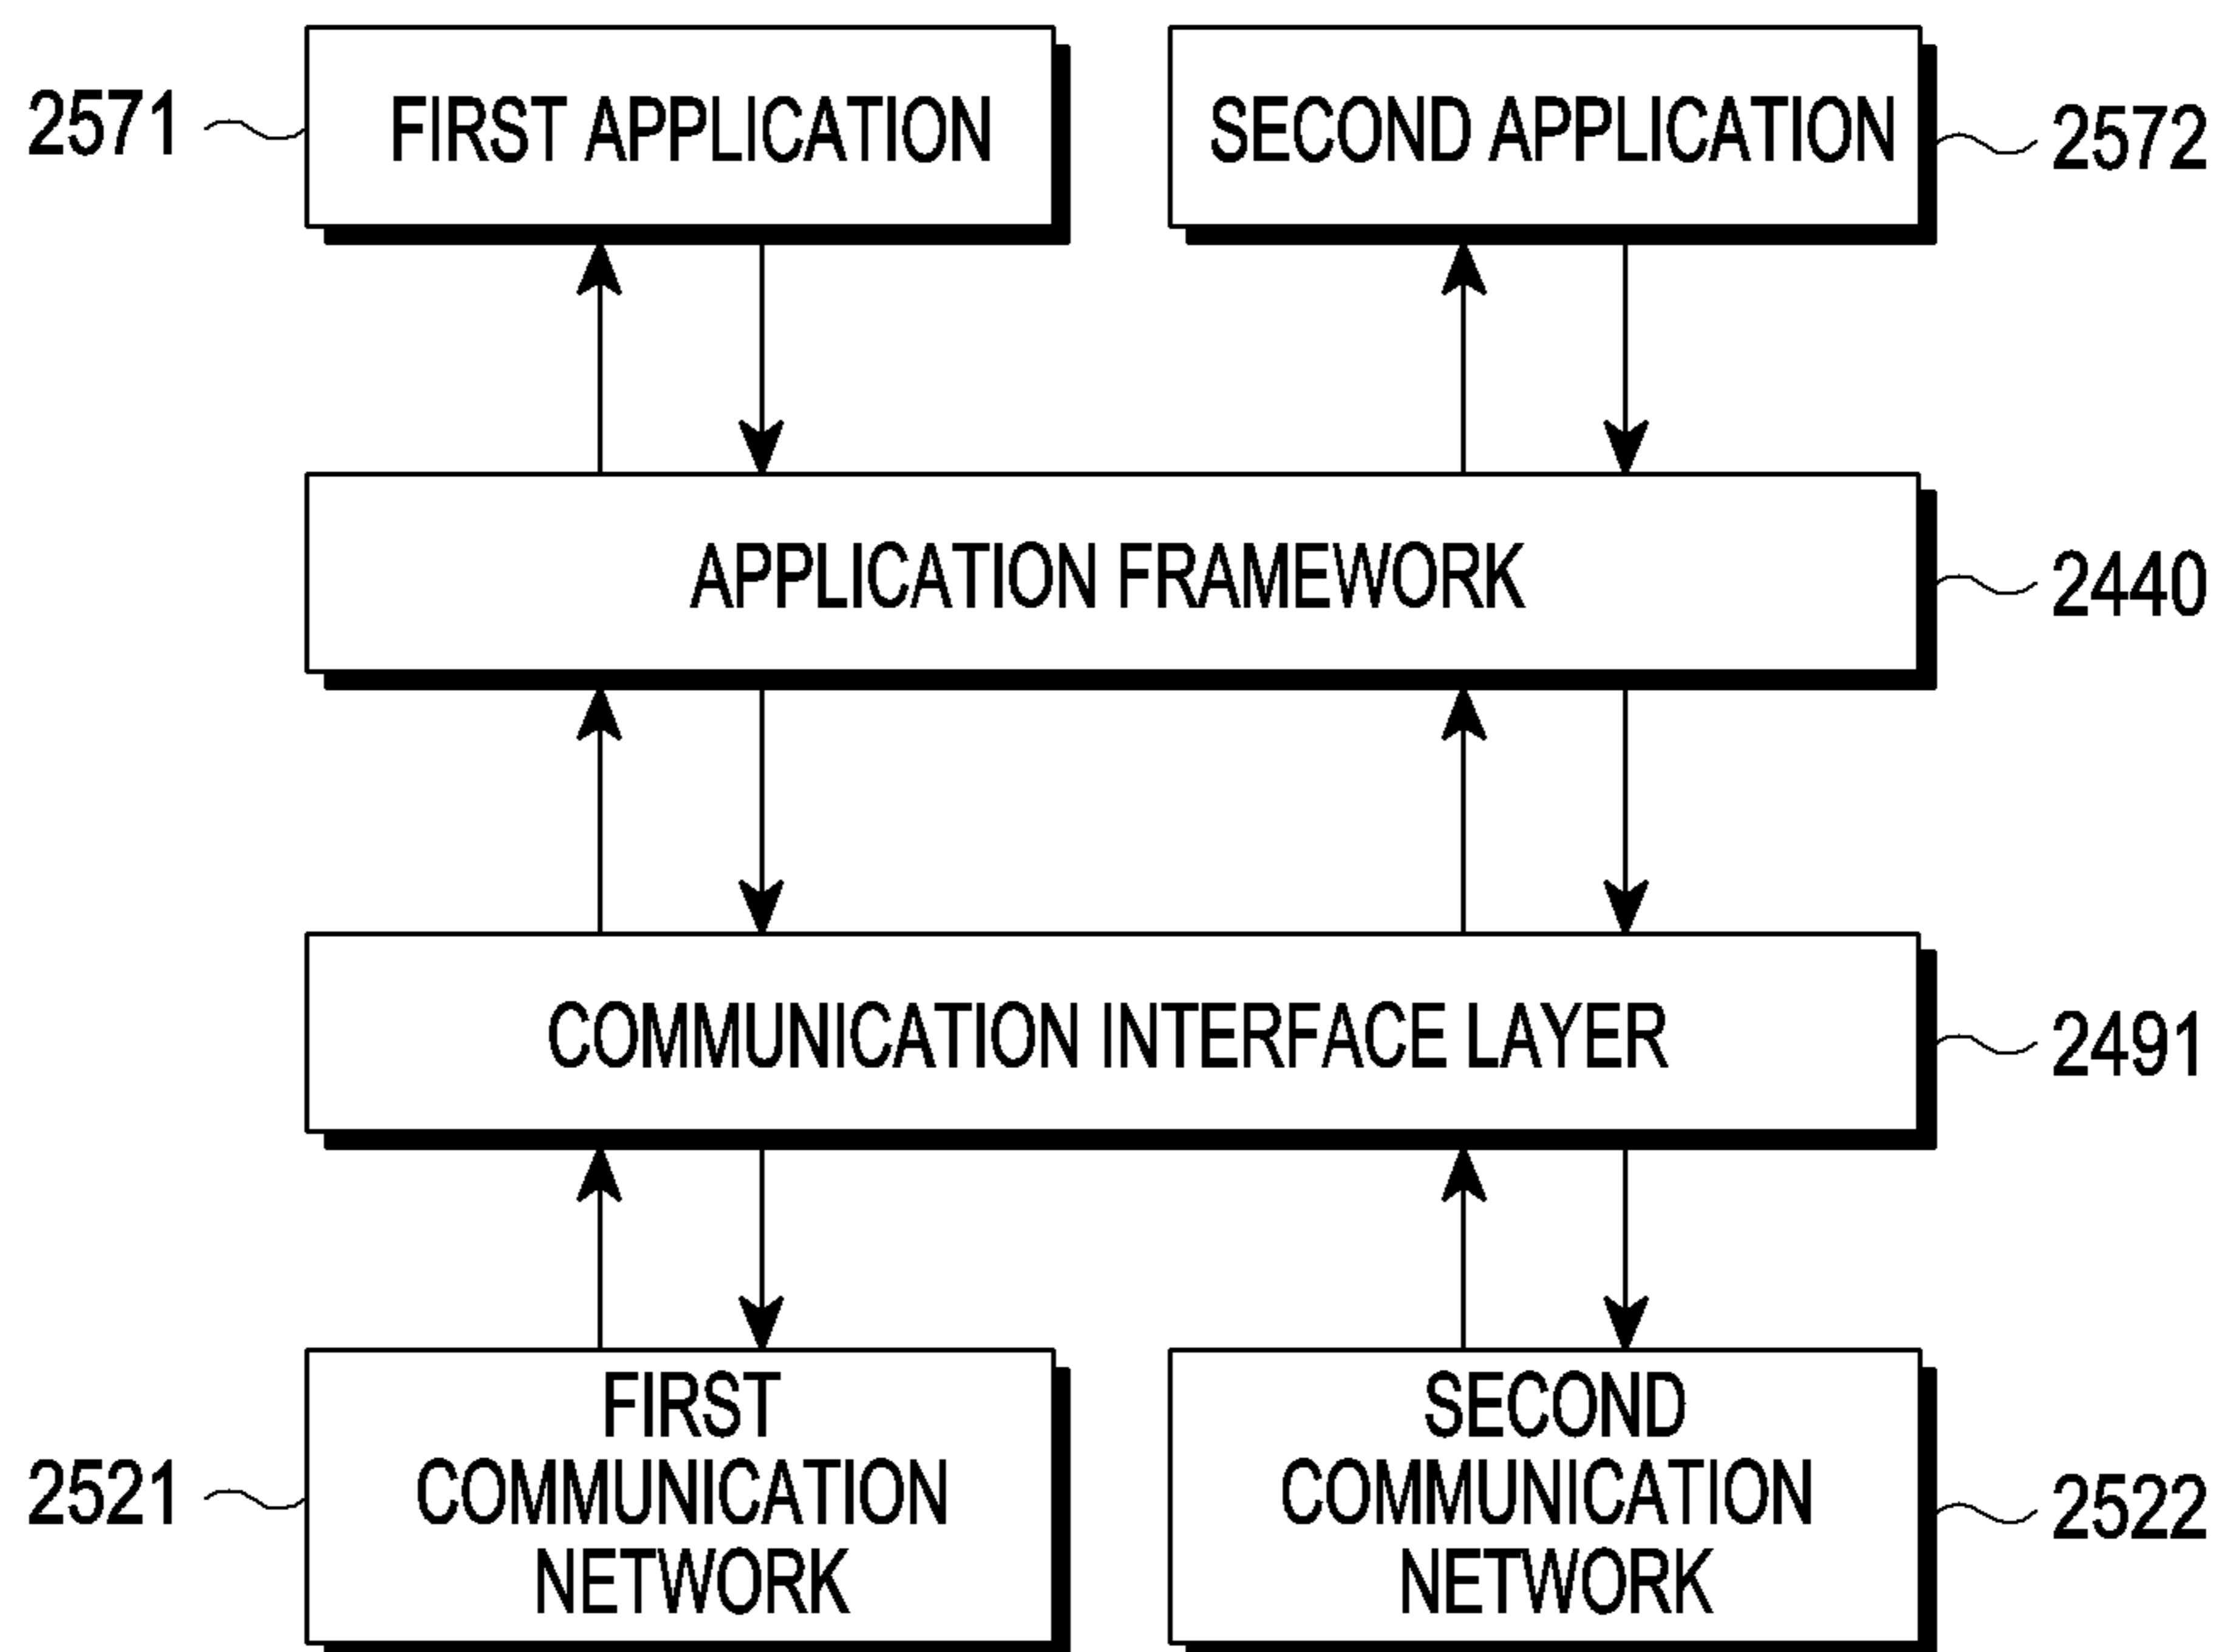 2571
FIRST APPLICATION
SECOND APPLICATION
2572
APPLICATION FRAMEWORK
2440
COMMUNICATION INTERFACE LAYER
2491
2521
FIRST
COMMUNICATION
NETWORK
SECOND
COMMUNICATION
NETWORK
2522